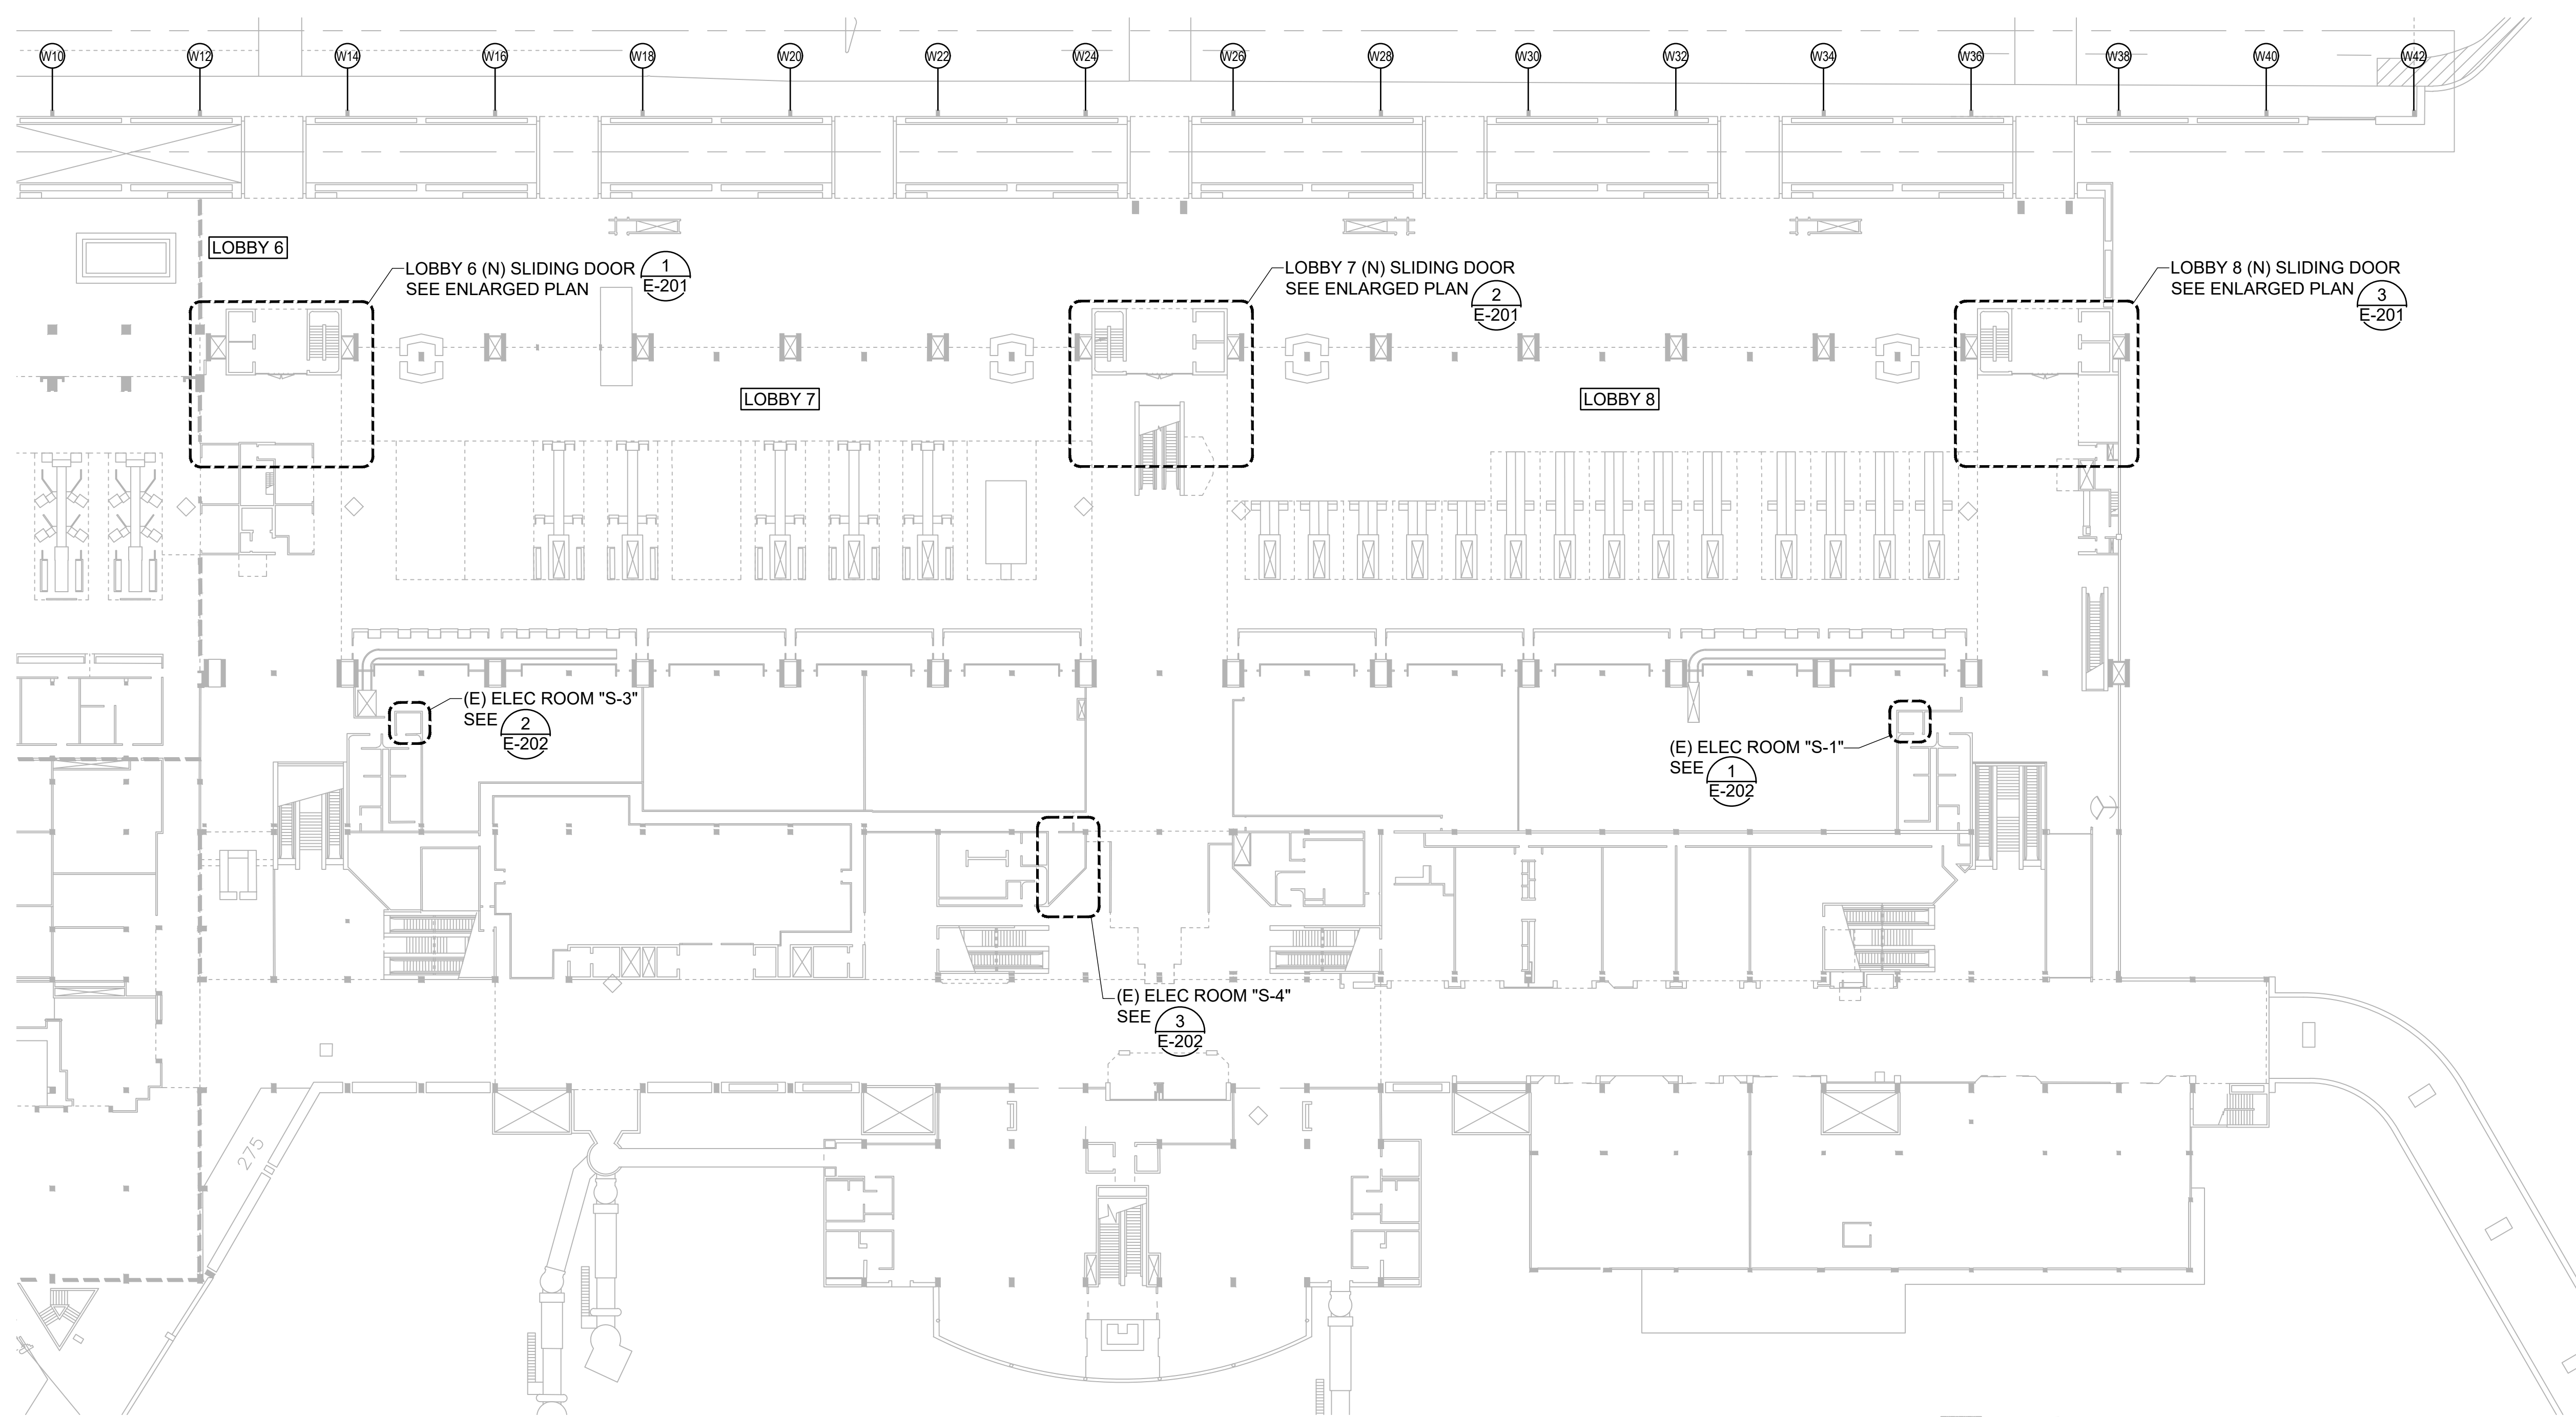 W10
W12
W14
W16
W18
W20
W22
W24
W26
W28
W30
W32
W34
W36
W38
W40
W42
LOBBY 6
LOBBY 6 (N) SLIDING DOOR
SEE ENLARGED PLAN
1
E-201
LOBBY 7 (N) SLIDING DOOR
SEE ENLARGED PLAN
2
E-201
LOBBY 8 (N) SLIDING DOOR
SEE ENLARGED PLAN
3
E-201
LOBBY 7
LOBBY 8
(E) ELEC ROOM "S-3"
SEE
2
E-202
(E) ELEC ROOM "S-1"
SEE
1
E-202
(E) ELEC ROOM "S-4"
SEE
3
E-202
275